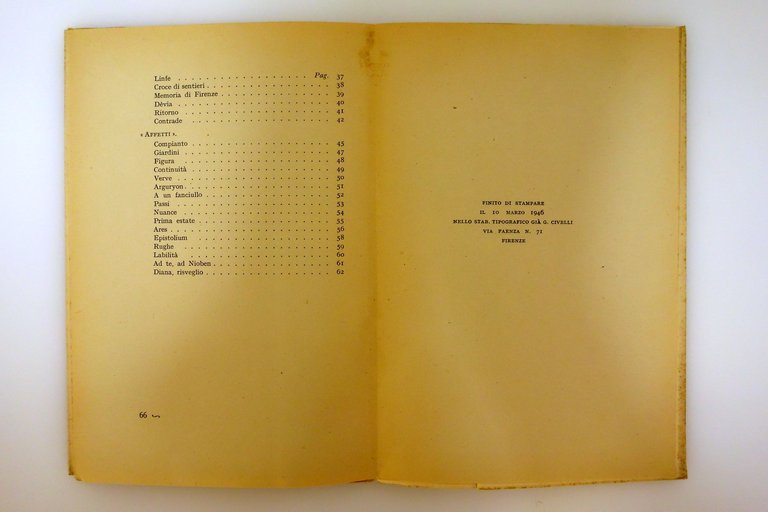 Linfe . . . . . . . . . . . . . . . . Pag. 37
Croce di sentieri . . . . . . . . . . . . . . 38
Memoria di Firenze . . . . . . . . . . . . . 39
Dèvia . . . . . . . . . . . . . . . . . . 40
Ritorno . . . . . . . . . . . . . . . . . 41
Contrade . . . . . . . . . . . . . . . . . 42
« AFFETTI ».
Compianto . . . . . . . . . . . . . . . . 45
Giardini . . . . . . . . . . . . . . . . . 47
Figura . . . . . . . . . . . . . . . . . . 48
Continuità . . . . . . . . . . . . . . . . 49
Verve . . . . . . . . . . . . . . . . . . 50
Arguryon . . . . . . . . . . . . . . . . . 51
A un fanciullo . . . . . . . . . . . . . . . 52
Passi . . . . . . . . . . . . . . . . . . 53
Nuance . . . . . . . . . . . . . . . . . 54
Prima estate . . . . . . . . . . . . . . . . 55
Ares . . . . . . . . . . . . . . . . . . 56
Epistolium . . . . . . . . . . . . . . . . 58
Rughe . . . . . . . . . . . . . . . . . . 59
Labilità . . . . . . . . . . . . . . . . . 60
Ad te, ad Nioben . . . . . . . . . . . . . . 61
Diana, risveglio . . . . . . . . . . . . . . . 62
66
FINITO DI STAMPARE
IL 10 MARZO 1946
NELLO STAB. TIPOGRAFICO GIÀ G. CIVELLI
VIA FAENZA N. 71
FIRENZE